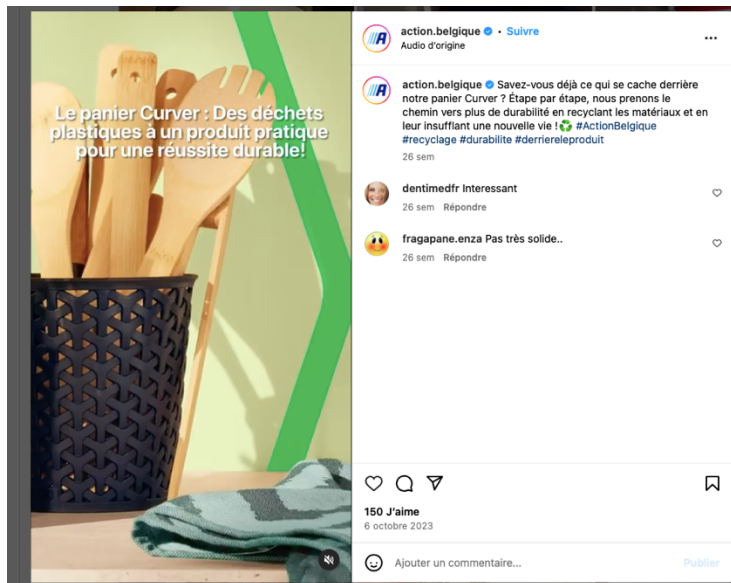 Le panier Curver : Des déchets
plastiques à un produit pratique
pour une réussite durable!
action.belgique • Suivre
Audio d'origine
action.belgique Savez-vous déjà ce qui se cache derrière
notre panier Curver ? Étape par étape, nous prenons le
chemin vers plus de durabilité en recyclant les matériaux et en
leur insufflant une nouvelle vie !♻️ #ActionBelgique
#recyclage #durabilite #derriereleproduit
26 sem
dentimedfr Interessant
26 sem Répondre
fragapane.enza Pas très solide..
26 sem Répondre
150 J'aime
6 octobre 2023
Ajouter un commentaire... Publier